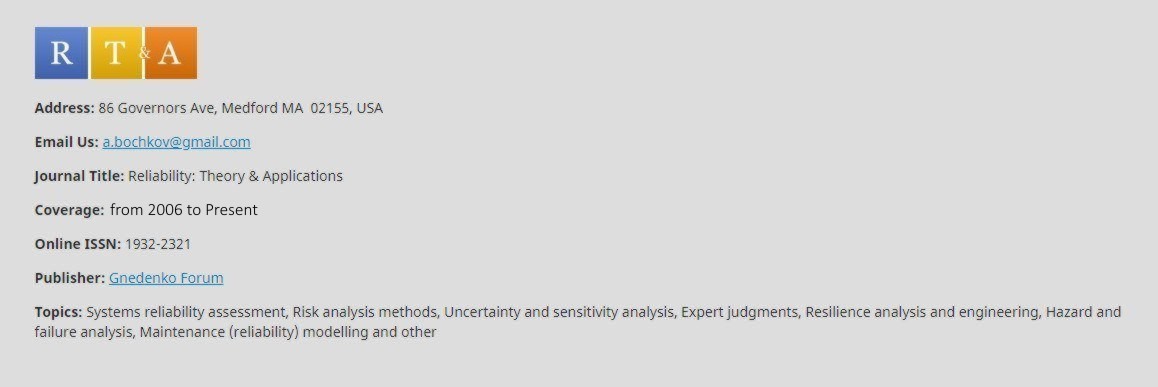 R T & A
Address: 86 Governors Ave, Medford MA  02155, USA
Email Us: a.bochkov@gmail.com
Journal Title: Reliability: Theory & Applications
Coverage: from 2006 to Present
Online ISSN: 1932-2321
Publisher: Gnedenko Forum
Topics: Systems reliability assessment, Risk analysis methods, Uncertainty and sensitivity analysis, Expert judgments, Resilience analysis and engineering, Hazard and
failure analysis, Maintenance (reliability) modelling and other